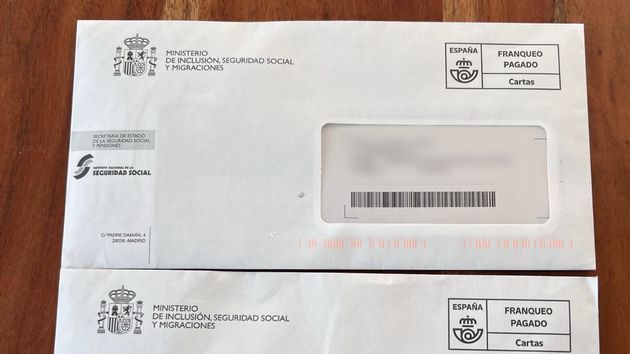 MINISTERIO
DE INCLUSIÓN, SEGURIDAD SOCIAL
Y MIGRACIONES
ESPAÑA
FRANQUEO
PAGADO
Cartas
SECRETARÍA DE ESTADO
DE LA SEGURIDAD SOCIAL
Y PENSIONES
INSTITUTO NACIONAL DE LA
SEGURIDAD SOCIAL
C/ PADRE DAMIÁN, 4
28036 -MADRID
MINISTERIO
DE INCLUSIÓN, SEGURIDAD SOCIAL
Y MIGRACIONES
ESPAÑA
FRANQUEO
PAGADO
Cartas